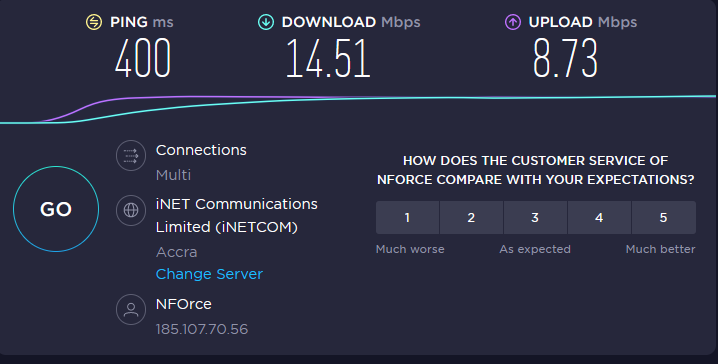 PING ms
DOWNLOAD Mbps
UPLOAD Mbps
400
14.51
8.73
Connections
Multi
iNET Communications
Limited (iNETCOM)
Accra
Change Server
NFOrce
185.107.70.56
GO
HOW DOES THE CUSTOMER SERVICE OF
NFORCE COMPARE WITH YOUR EXPECTATIONS?
1 2 3 4 5
Much worse As expected Much better